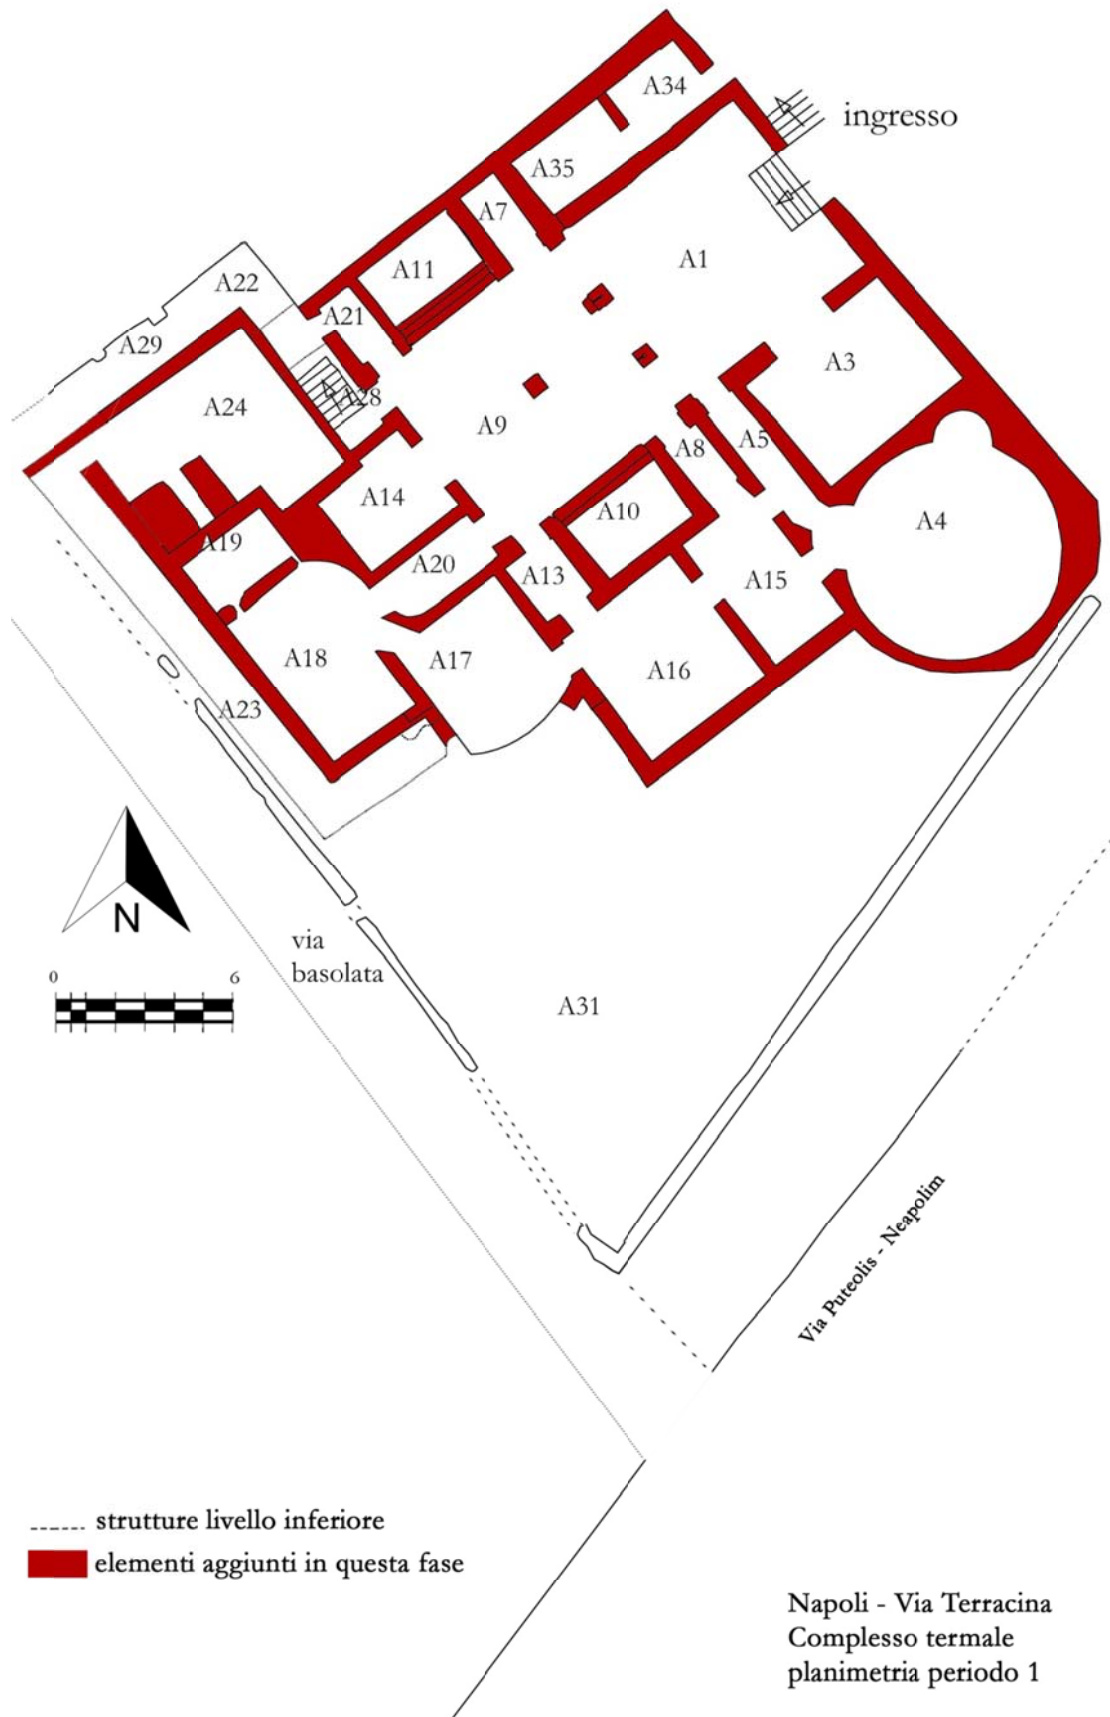 A34
ingresso
A35
A7
A1
A11
A22
A21
A29
A3
A28
A24
A9
A8
A5
A14
A10
A4
A19
A20
A13
A15
A18
A17
A16
A23
N
0 6
via
basolata
A31
Via Puteolis - Neapolim
strutture livello inferiore
elementi aggiunti in questa fase
Napoli - Via Terracina
Complesso termale
planimetria periodo 1